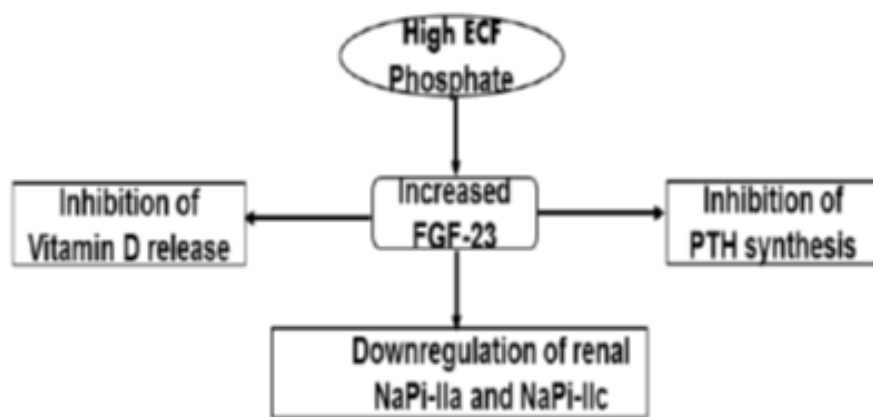 High ECF
Phosphate
Increased
FGF-23
Inhibition of
Vitamin D release
Inhibition of
PTH synthesis
Downregulation of renal
NaPi-IIa and NaPi-IIc